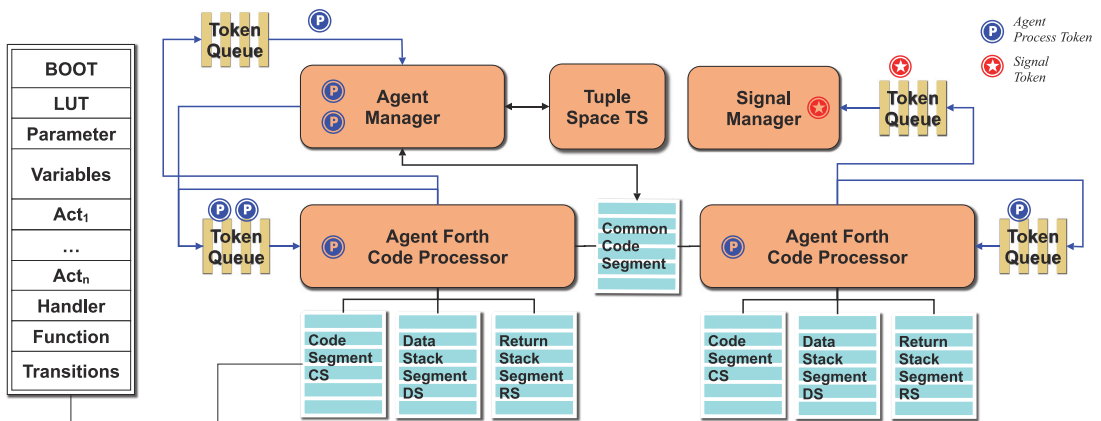 BOOT
LUT
Parameter
Variables
Act1
...
Actn
Handler
Function
Transitions
Token
Queue
P
P
P
Agent
Manager
Tuple
Space TS
Signal
Manager
Token
Queue
P
Agent
Process Token
Signal
Token
P
P
Token
Queue
P
Agent Forth
Code Processor
Common
Code
Segment
P
Agent Forth
Code Processor
P
Token
Queue
Code
Segment
CS
Data
Stack
Segment
DS
Return
Stack
Segment
RS
Code
Segment
CS
Data
Stack
Segment
DS
Return
Stack
Segment
RS